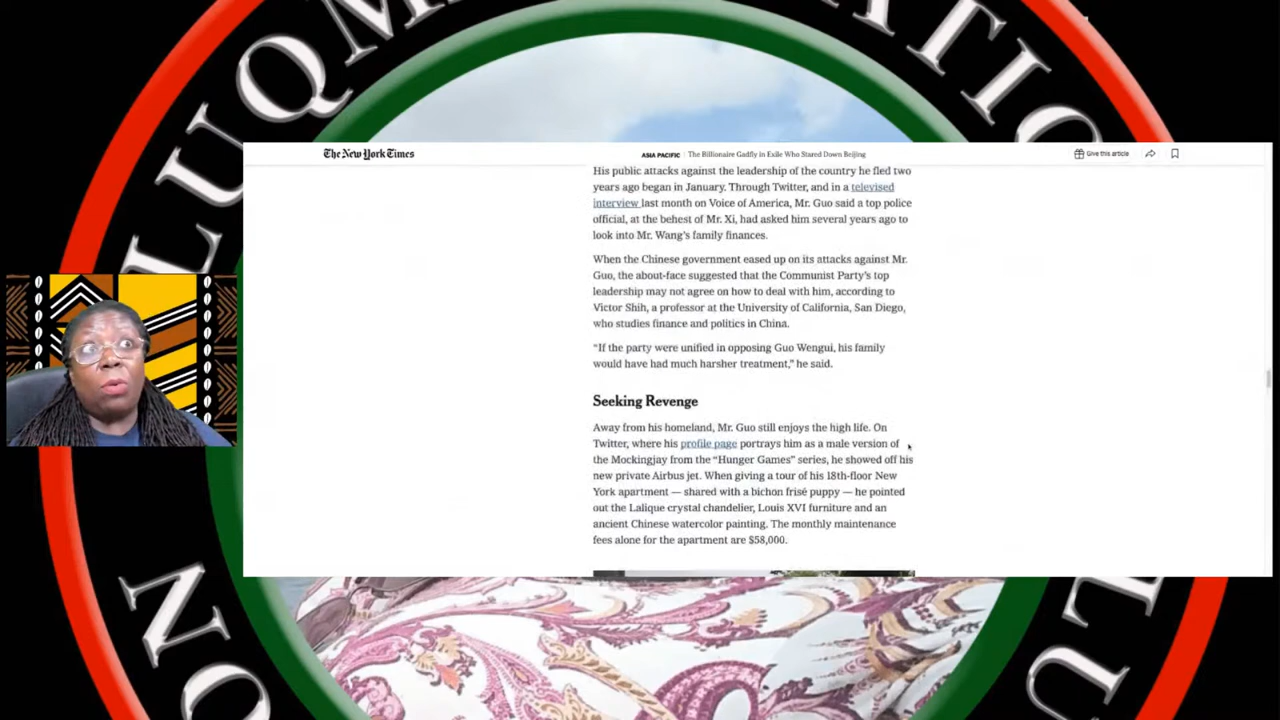 LUQM
ATIO
The New York Times
ASIA PACIFIC | The Billionaire Gadfly in Exile Who Stared Down Beijing
Give this article
His public attacks against the leadership of the country he fled two
years ago began in January. Through Twitter, and in a televised
interview last month on Voice of America, Mr. Guo said a top police
official, at the behest of Mr. Xi, had asked him several years ago to
look into Mr. Wang's family finances.
When the Chinese government eased up on its attacks against Mr.
Guo, the about-face suggested that the Communist Party's top
leadership may not agree on how to deal with him, according to
Victor Shih, a professor at the University of California, San Diego,
who studies finance and politics in China.
“If the party were unified in opposing Guo Wengui, his family
would have had much harsher treatment,” he said.
Seeking Revenge
Away from his homeland, Mr. Guo still enjoys the high life. On
Twitter, where his profile page portrays him as a male version of
the Mockingjay from the “Hunger Games” series, he showed off his
new private Airbus jet. When giving a tour of his 18th-floor New
York apartment — shared with a bichon frisé puppy — he pointed
out the Lalique crystal chandelier, Louis XVI furniture and an
ancient Chinese watercolor painting. The monthly maintenance
fees alone for the apartment are $58,000.
NO
LU